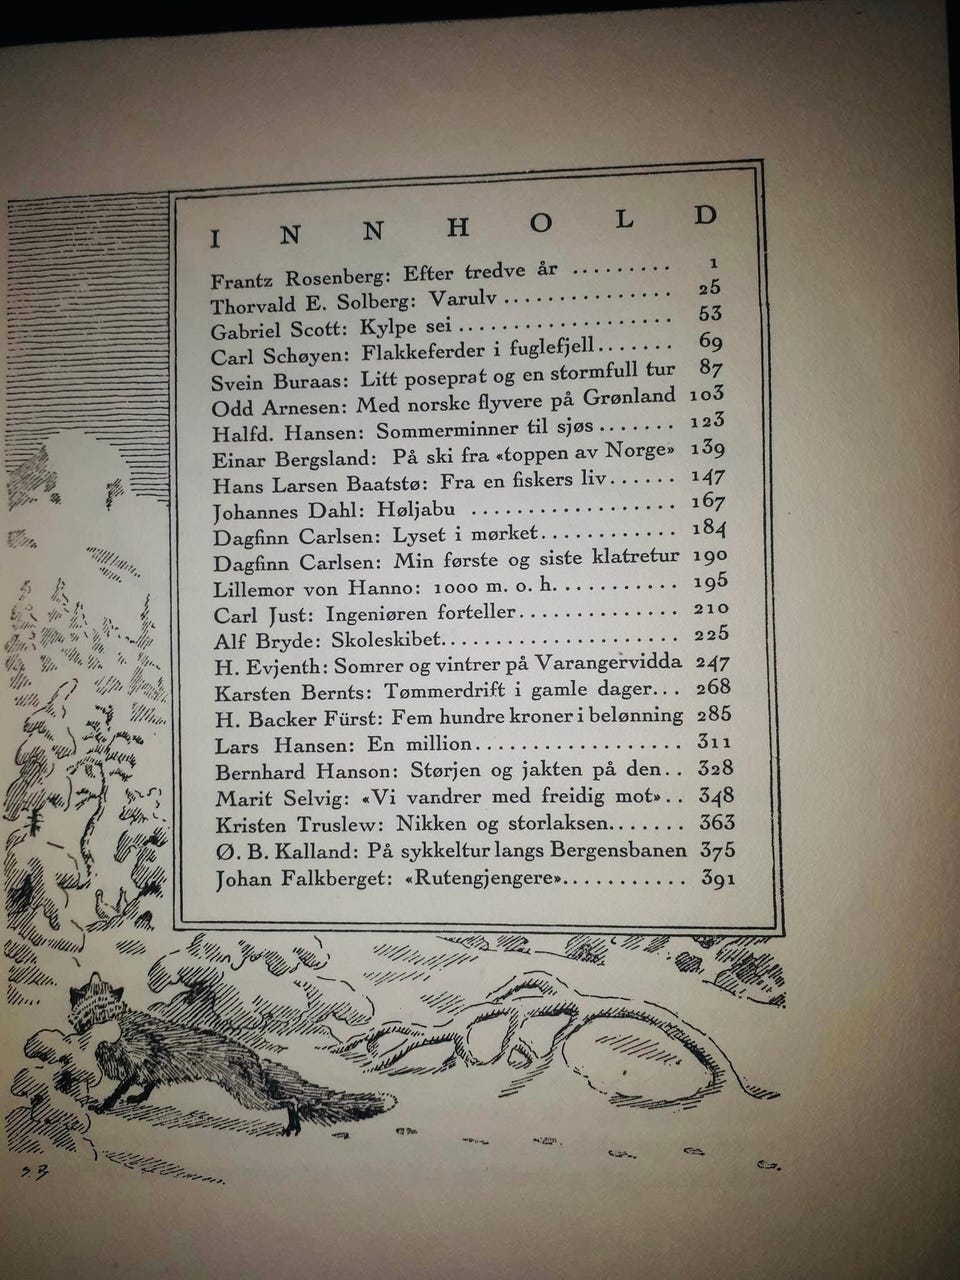 INNHOLD
Frantz Rosenberg: Efter tredve år ......... 1
Thorvald E. Solberg: Varulv .............. 25
Gabriel Scott: Kylpe sei .................. 53
Carl Schøyen: Flakkeferder i fuglefjell....... 69
Svein Buraas: Litt poseprat og en stormfull tur 87
Odd Arnesen: Med norske flyvere på Grønland 103
Halfd. Hansen: Sommerminner til sjøs ....... 123
Einar Bergsland: På ski fra «toppen av Norge» 139
Hans Larsen Baatstø: Fra en fiskers liv...... 147
Johannes Dahl: Høljabu .................. 167
Dagfinn Carlsen: Lyset i mørket............ 184
Dagfinn Carlsen: Min første og siste klatretur 190
Lillemor von Hanno: 1000 m. o. h........... 195
Carl Just: Ingeniøren forteller.............. 210
Alf Bryde: Skoleskibet..................... 225
H. Evjenth: Somrer og vintrer på Varangervidda 247
Karsten Bernts: Tømmerdrift i gamle dager... 268
H. Backer Fürst: Fem hundre kroner i belønning 285
Lars Hansen: En million................. 311
Bernhard Hanson: Størjen og jakten på den.. 328
Marit Selvig: «Vi vandrer med freidig mot».. 348
Kristen Truslew: Nikken og storlaksen....... 363
Ø. B. Kalland: På sykkeltur langs Bergensbanen 375
Johan Falkberget: «Rutengjengere»........... 391
S. B